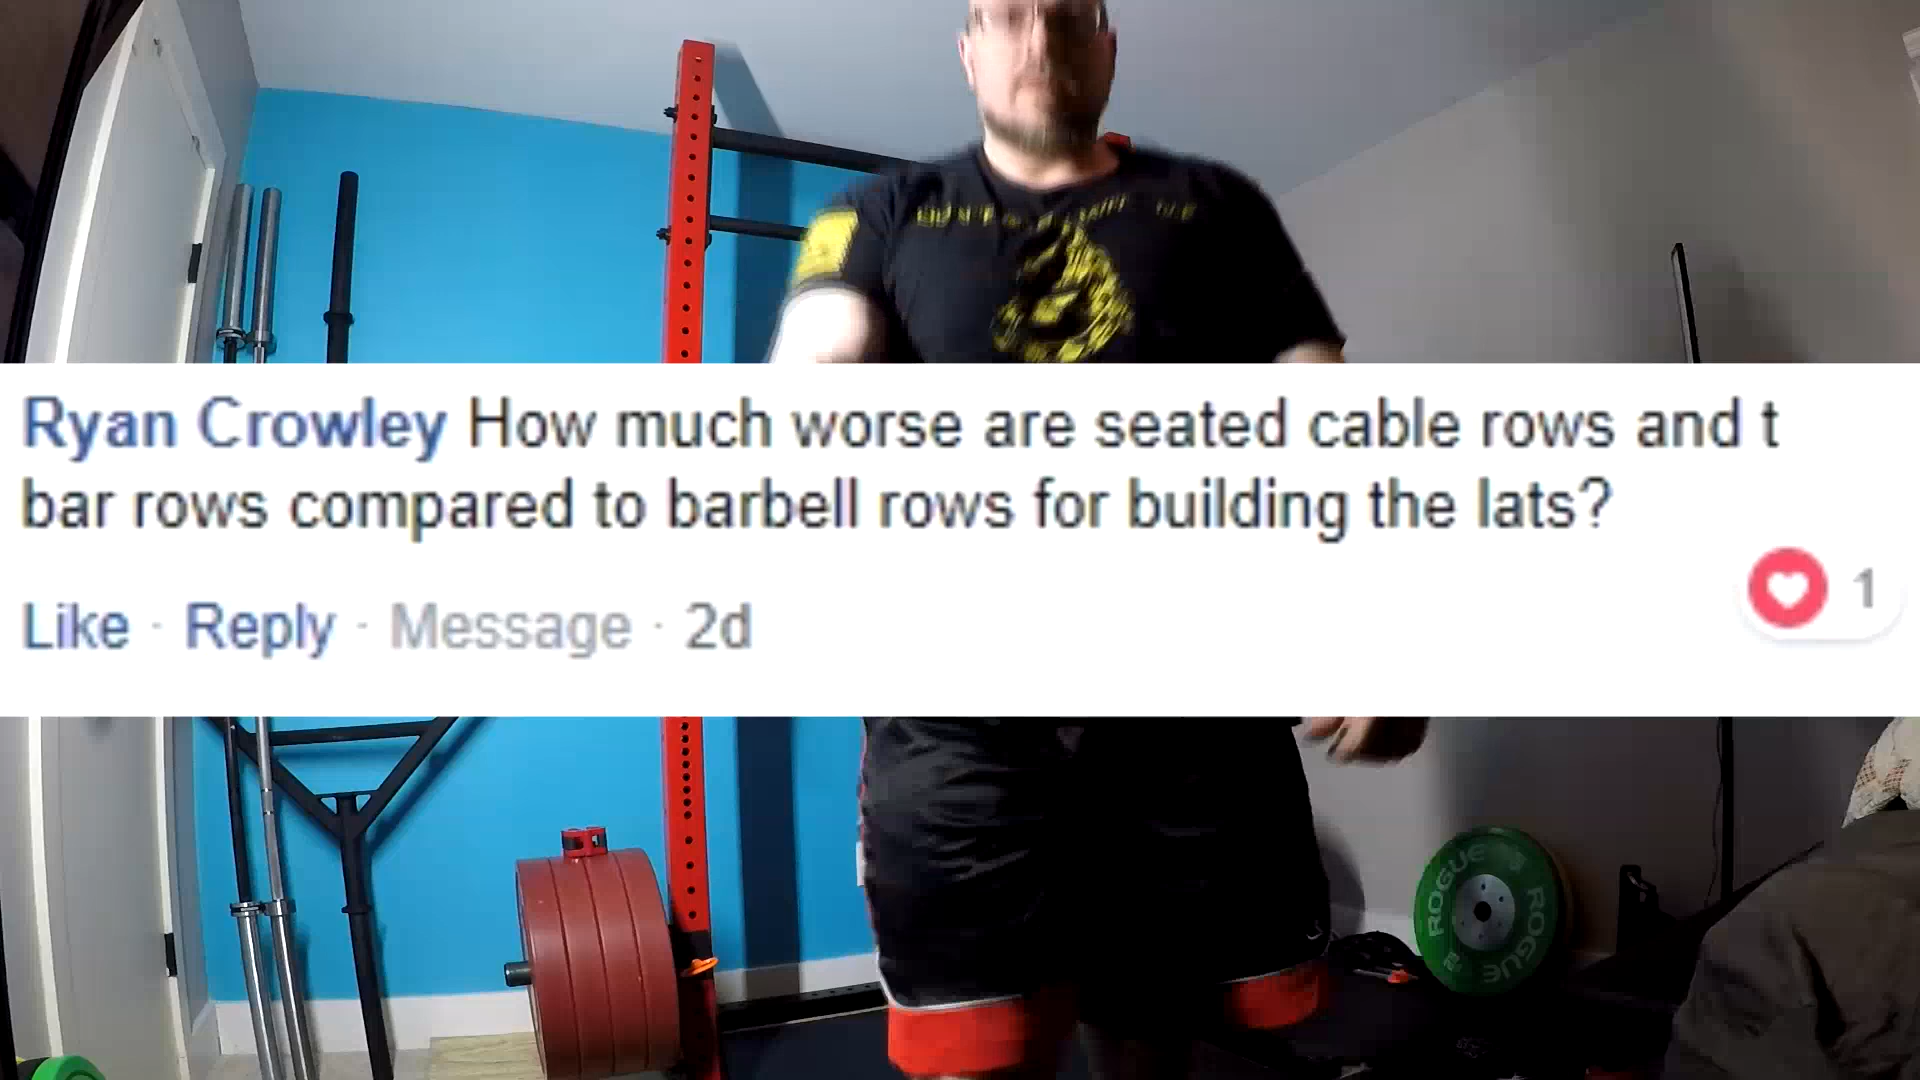 Ryan Crowley How much worse are seated cable rows and t
bar rows compared to barbell rows for building the lats?
1
Like · Reply · Message · 2d
ROGUE
ROGUE